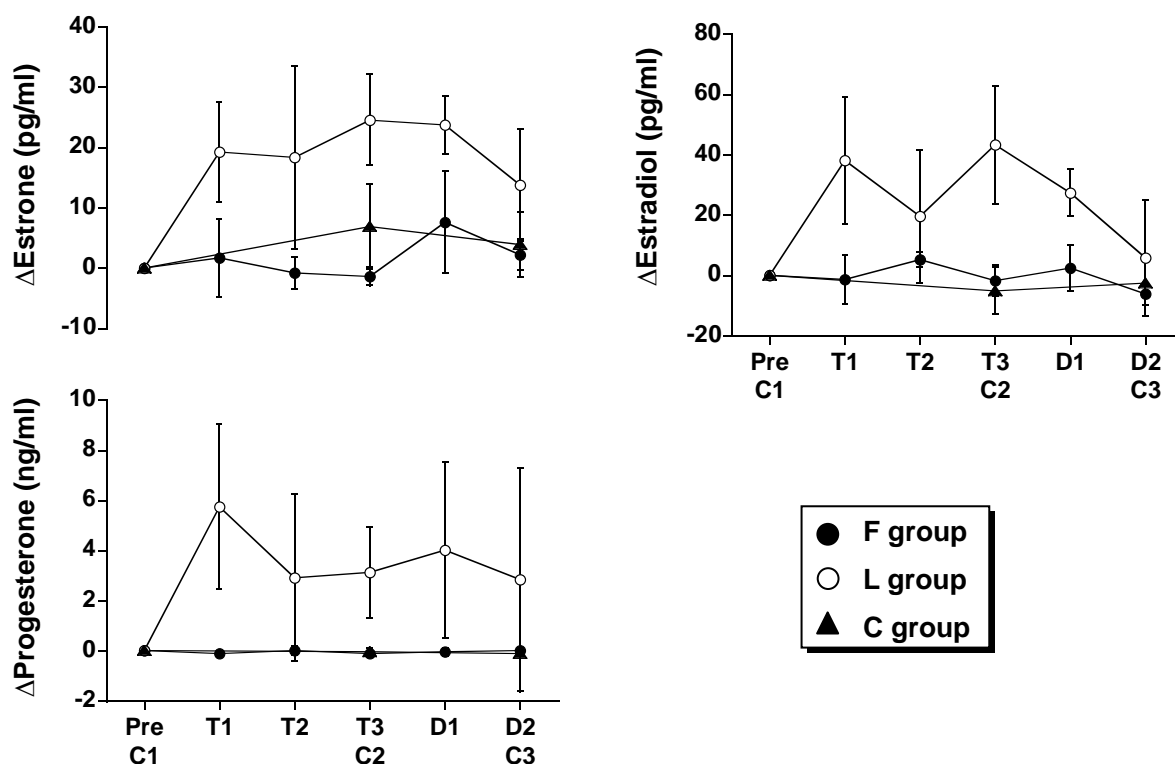 ΔEstrone (pg/ml)
40
30
20
10
0
-10
ΔEstradiol (pg/ml)
80
60
40
20
0
-20
Pre T1 T2 T3 D1 D2
C1 C2 C3
ΔProgesterone (ng/ml)
10
8
6
4
2
0
-2
Pre T1 T2 T3 D1 D2
C1 C2 C3
F group
L group
C group